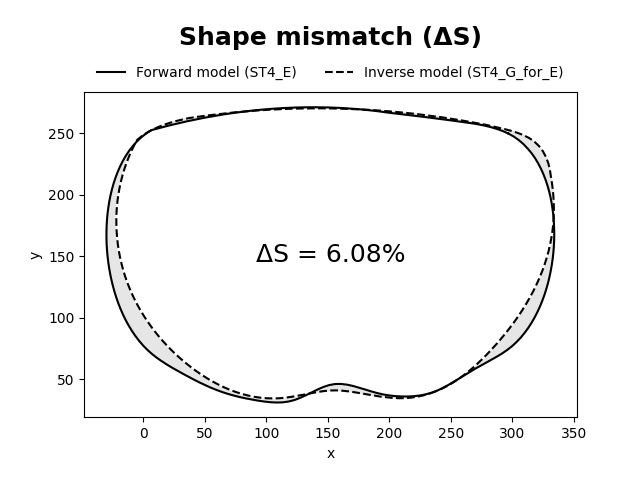 Shape mismatch (ΔS)
Forward model (ST4_E) Inverse model (ST4_G_for_E)
250
200
150
100
50
y
ΔS = 6.08%
0 50 100 150 200 250 300 350
x